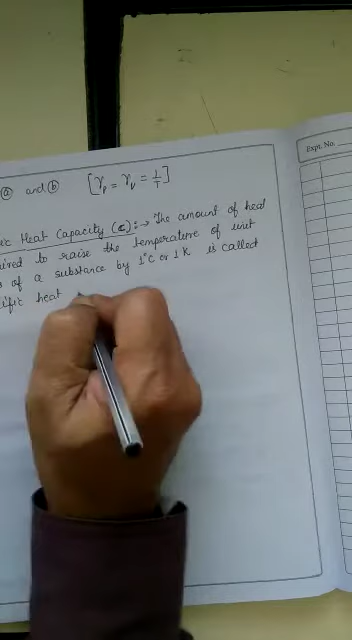 ⓐ and ⓑ [γp = γv = 1/T]
Heat Capacity (c) :→ The amount of heat
to raise the temperature of unit
of a substance by 1°C or 1 K is called
heat
Expt. No.